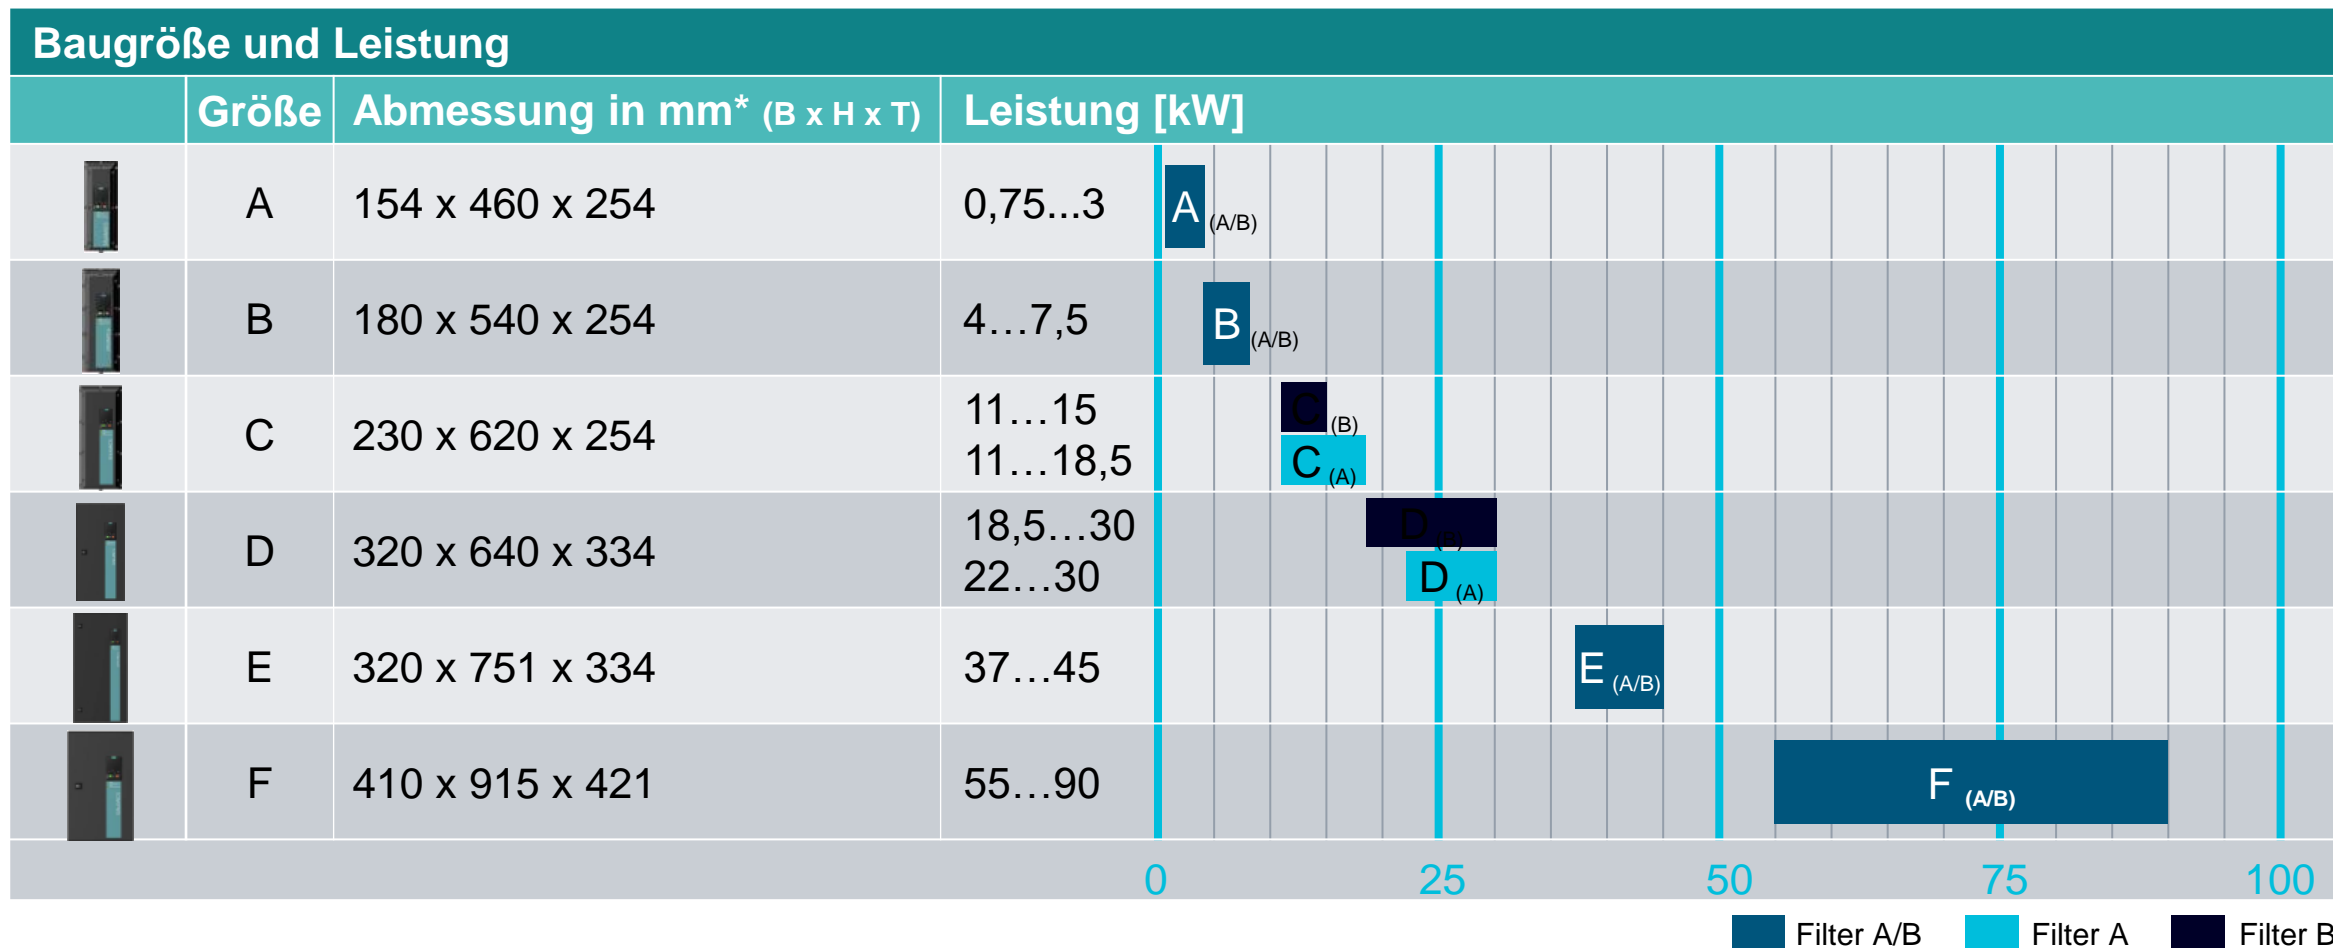 Baugröße und Leistung
Größe Abmessung in mm* (B x H x T) Leistung [kW]
A 154 x 460 x 254 0,75...3 A (A/B)
B 180 x 540 x 254 4…7,5 B (A/B)
C 230 x 620 x 254
11…15 C (B)
11…18,5 C (A)
D 320 x 640 x 334
18,5…30 D (B)
22…30 D (A)
E 320 x 751 x 334 37…45 E (A/B)
F 410 x 915 x 421 55…90 F (A/B)
0 25 50 75 100
Filter A/B Filter A Filter B